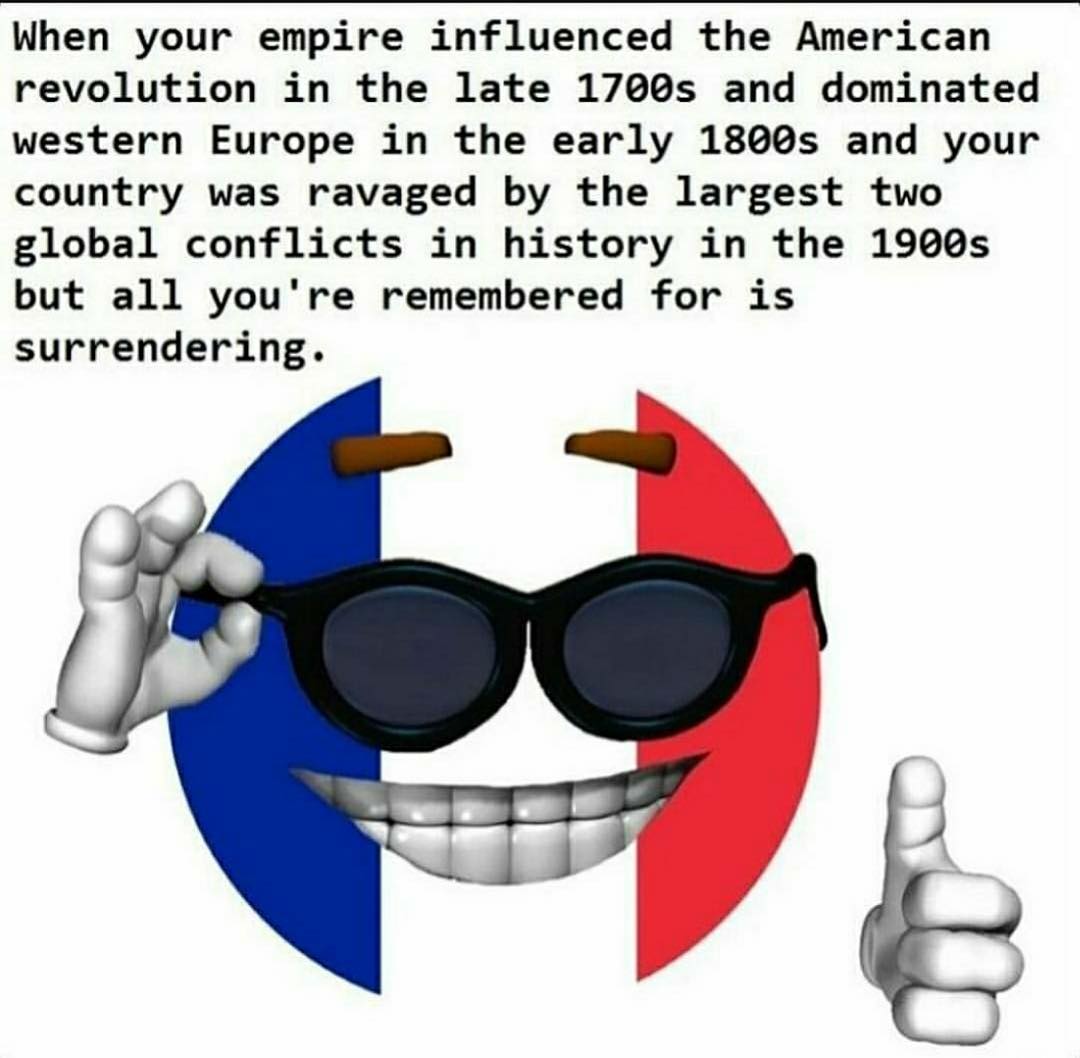 When your empire influenced the American
revolution in the late 1700s and dominated
western Europe in the early 1800s and your
country was ravaged by the largest two
global conflicts in history in the 1900s
but all you're remembered for is
surrendering.